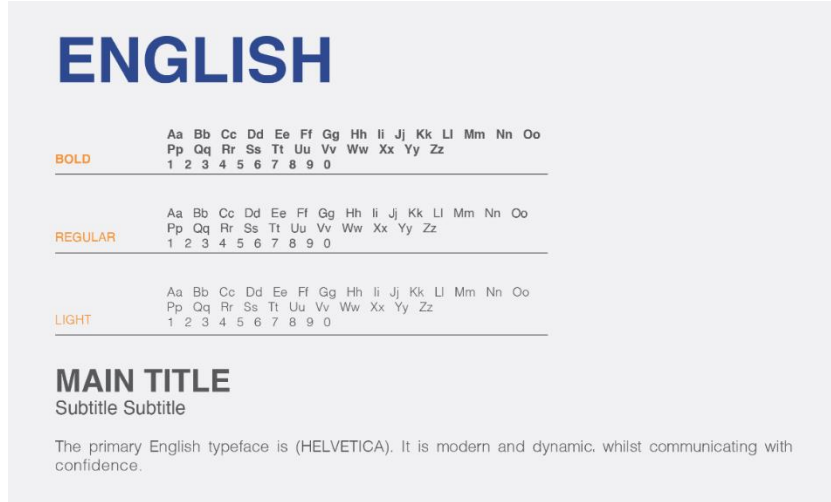 ENGLISH
Aa Bb Cc Dd Ee Ff Gg Hh Ii Jj Kk Ll Mm Nn Oo
Pp Qq Rr Ss Tt Uu Vv Ww Xx Yy Zz
BOLD
1 2 3 4 5 6 7 8 9 0
Aa Bb Cc Dd Ee Ff Gg Hh Ii Jj Kk Ll Mm Nn Oo
Pp Qq Rr Ss Tt Uu Vv Ww Xx Yy Zz
REGULAR
1 2 3 4 5 6 7 8 9 0
Aa Bb Cc Dd Ee Ff Gg Hh Ii Jj Kk Ll Mm Nn Oo
Pp Qq Rr Ss Tt Uu Vv Ww Xx Yy Zz
LIGHT
1 2 3 4 5 6 7 8 9 0
MAIN TITLE
Subtitle Subtitle
The primary English typeface is (HELVETICA). It is modern and dynamic. whilst communicating with
confidence.